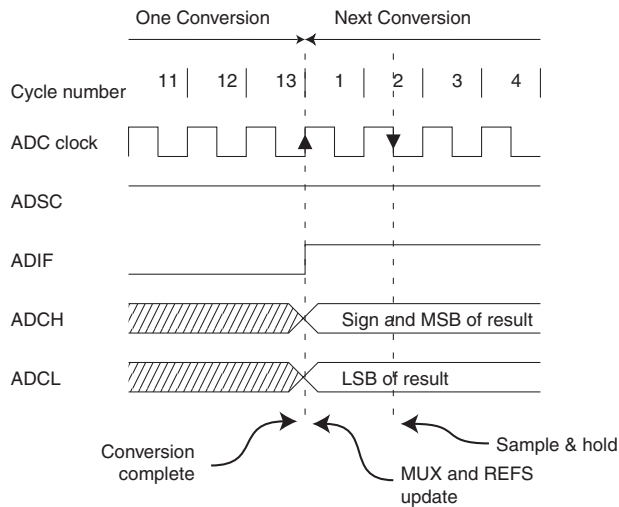 One Conversion Next Conversion
Cycle number 11 12 13 1 2 3 4
ADC clock
ADSC
ADIF
ADCH Sign and MSB of result
ADCL LSB of result
Conversion
complete
MUX and REFS
update
Sample & hold